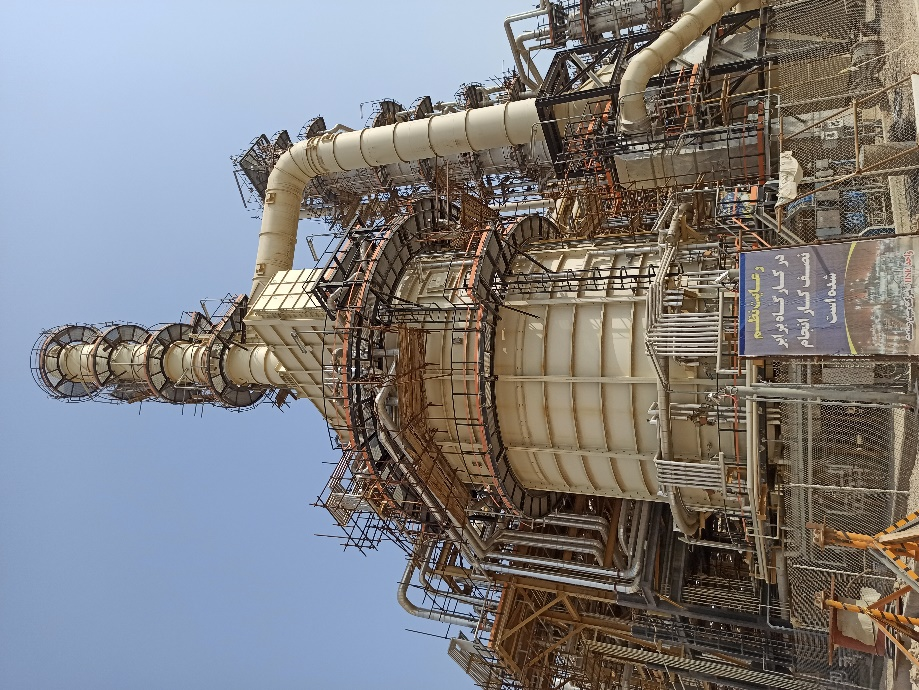 رعایت نظم
در کارگاه برابر
نصف کار انجام
شده است